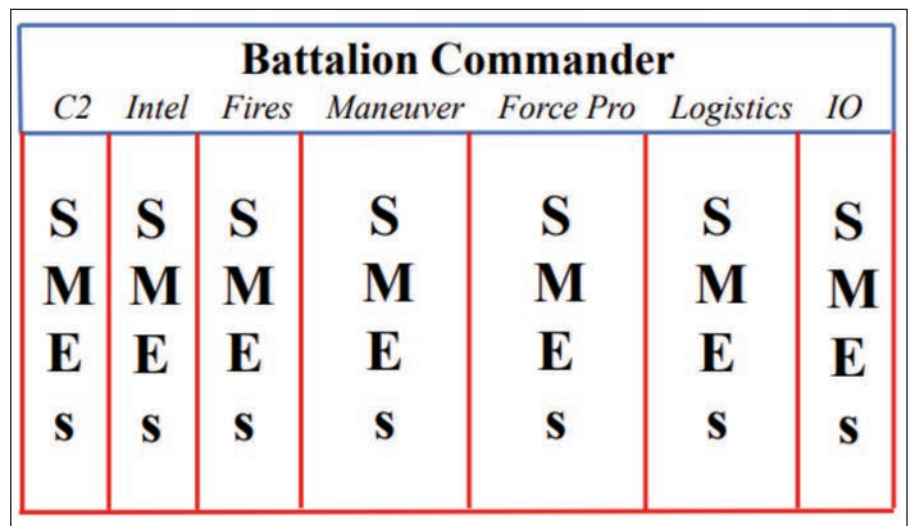 Battalion Commander
C2 Intel Fires Maneuver Force Pro Logistics IO
S S S S S S S
M M M M M M M
E E E E E E E
s s s s s s s